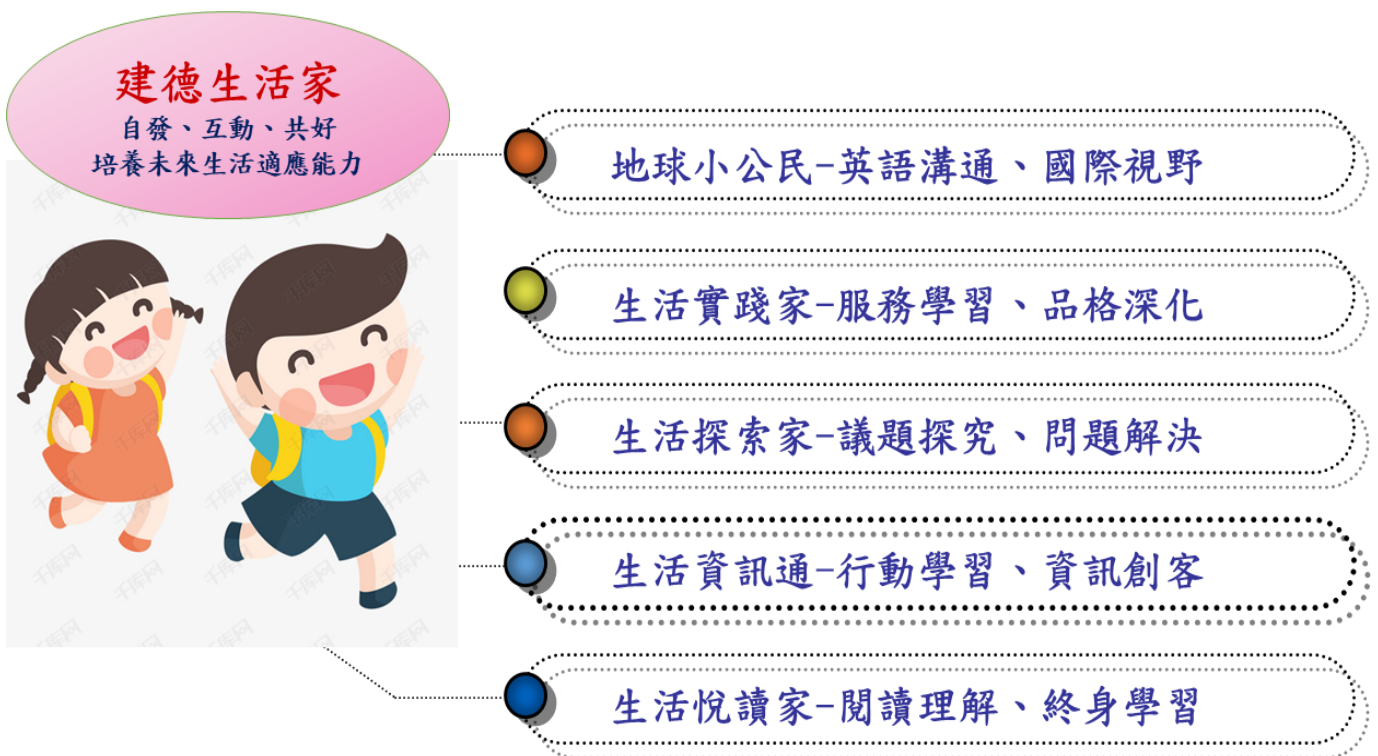 建德生活家
自發、互動、共好
培養未來生活適應能力
地球小公民-英語溝通、國際視野
生活實踐家-服務學習、品格深化
生活探索家-議題探究、問題解決
生活資訊通-行動學習、資訊創客
生活悅讀家-閱讀理解、終身學習
千库网